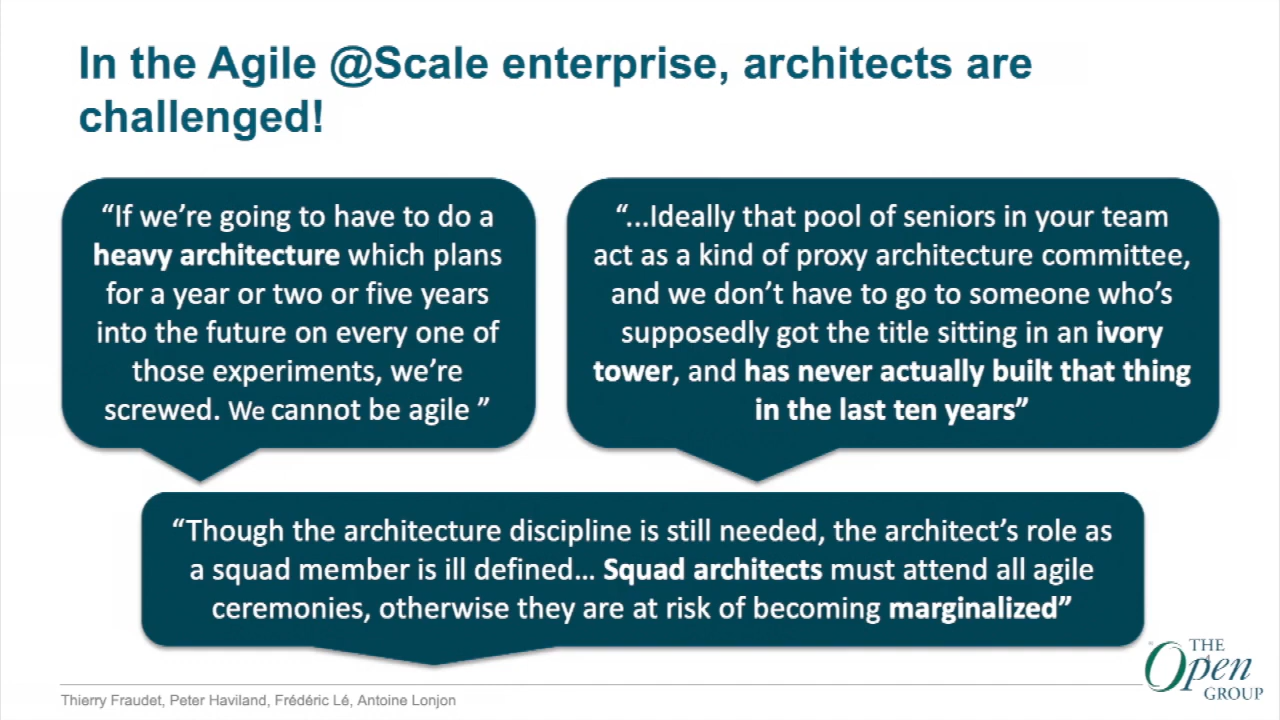 In the Agile @Scale enterprise, architects are
challenged!
“If we’re going to have to do a
heavy architecture which plans
for a year or two or five years
into the future on every one of
those experiments, we’re
screwed. We cannot be agile ”
“...Ideally that pool of seniors in your team
act as a kind of proxy architecture committee,
and we don’t have to go to someone who’s
supposedly got the title sitting in an ivory
tower, and has never actually built that thing
in the last ten years”
“Though the architecture discipline is still needed, the architect’s role as
a squad member is ill defined... Squad architects must attend all agile
ceremonies, otherwise they are at risk of becoming marginalized”
THE
Open
GROUP
Thierry Fraudet, Peter Haviland, Frédéric Lé, Antoine Lonjon